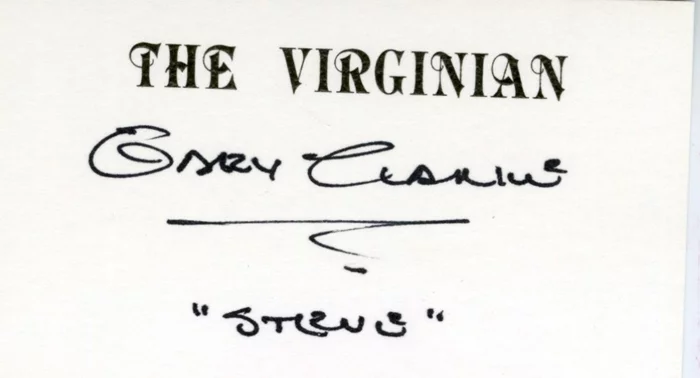 THE VIRGINIAN
Gary Clarke
"STEVE"